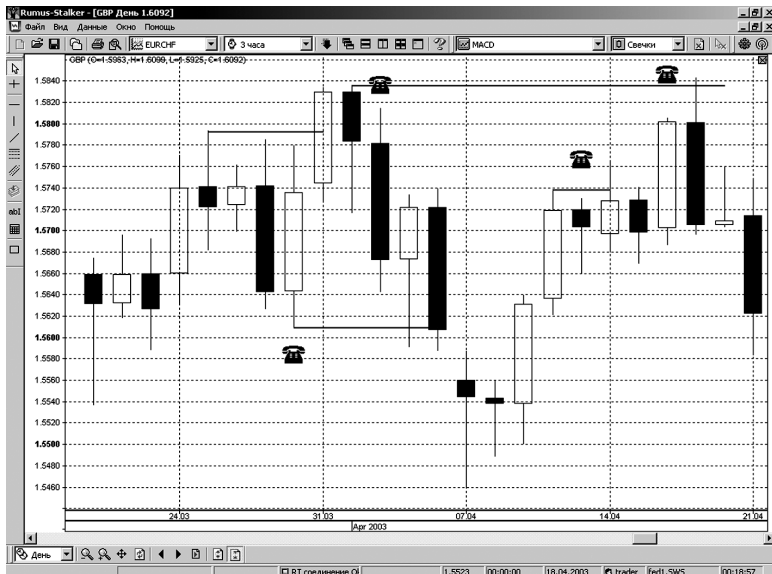 Rumus-Stalker - [GBP День 1.6092]
Файл Вид Данные Окно Помощь
EURCHF 3 часа MACD Свечки
GBP (O=1.5963, H=1.6099, L=1.5925, C=1.6092)
1.5840
1.5820
1.5800
1.5780
1.5760
1.5740
1.5720
1.5700
1.5680
1.5660
1.5640
1.5620
1.5600
1.5580
1.5560
1.5540
1.5520
1.5500
1.5480
1.5460
abI
24.03 31.03 07.04 14.04 21.04
Apr 2003
День
RT соединение 1.5523 00:00:00 18.04.2003 trader fed1.SWS 00:18:57